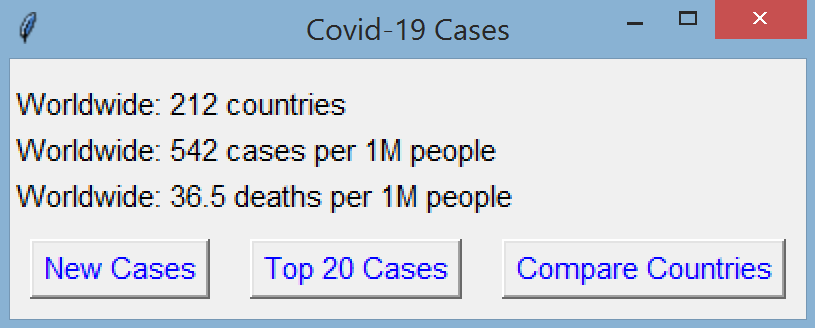 Covid-19 Cases
Worldwide: 212 countries
Worldwide: 542 cases per 1M people
Worldwide: 36.5 deaths per 1M people
New Cases Top 20 Cases Compare Countries